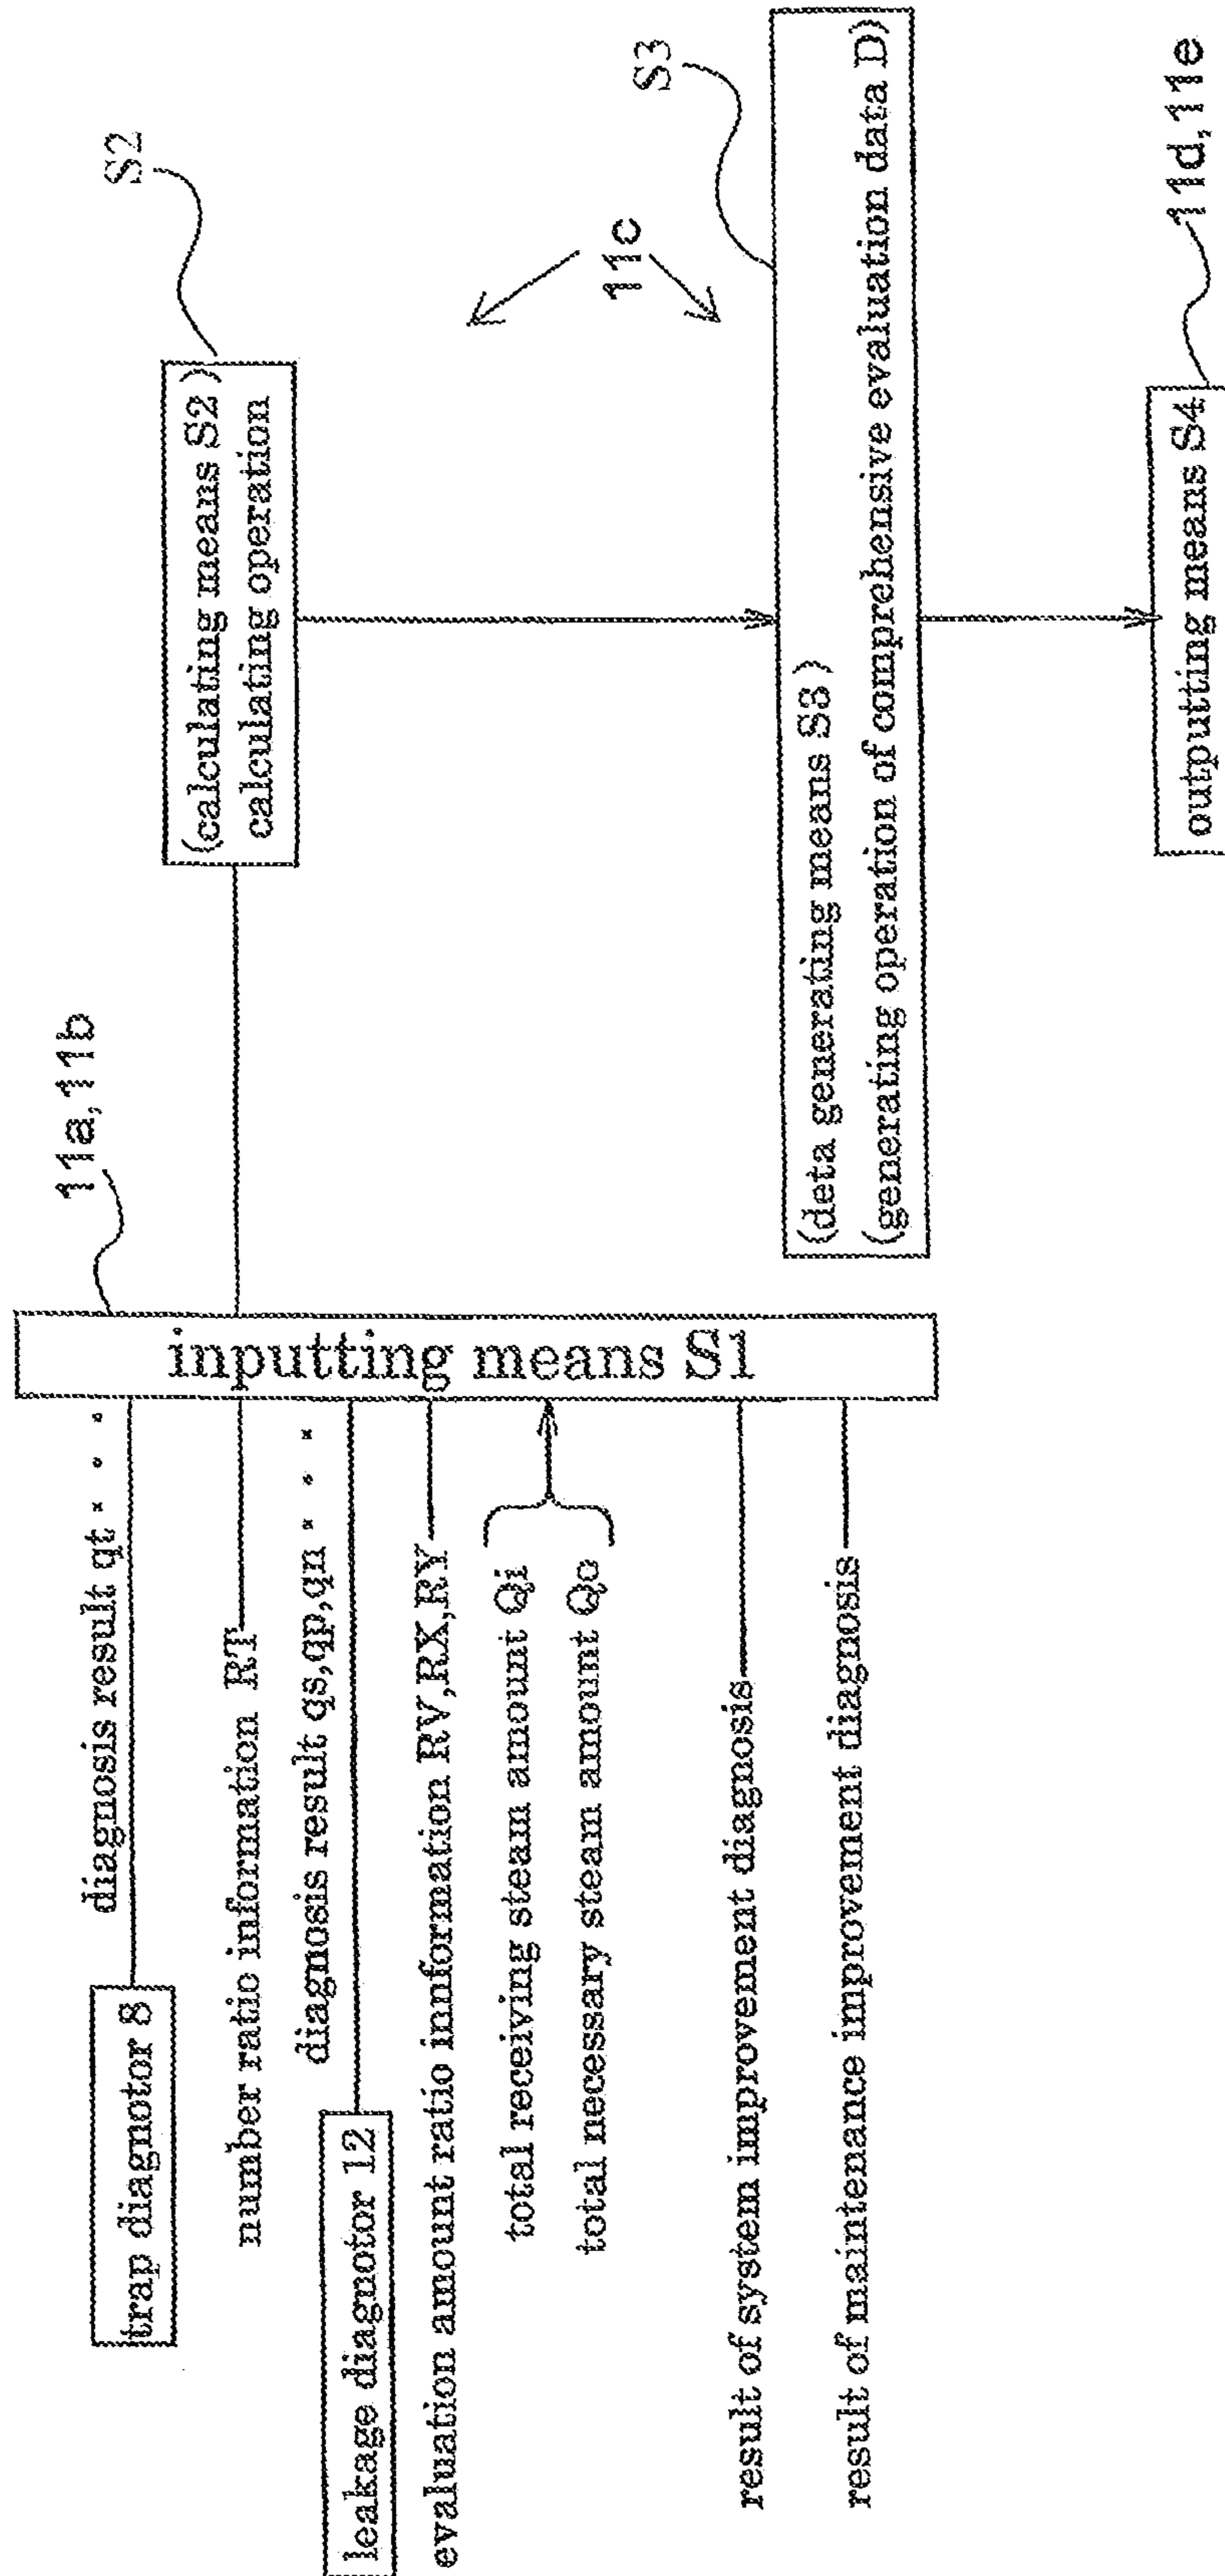 trap diagnotor 8
diagnosis result qt · · ·
number ratio information RT
leakage diagnotor 12
diagnosis result qs,qp,qn · · ·
evaluation amount ratio innformation RV,RX,RY
total receiving steam amount Qi
total necessary steam amount Qo
result of system improvement diagnosis
result of maintenance improvement diagnosis
11a,11b
inputting means S1
S2
(calculating means S2)
calculating operation
11c
S3
(deta generating means S3)
(generating operation of comprehensive evaluation data D)
11d,11e
outputting means S4